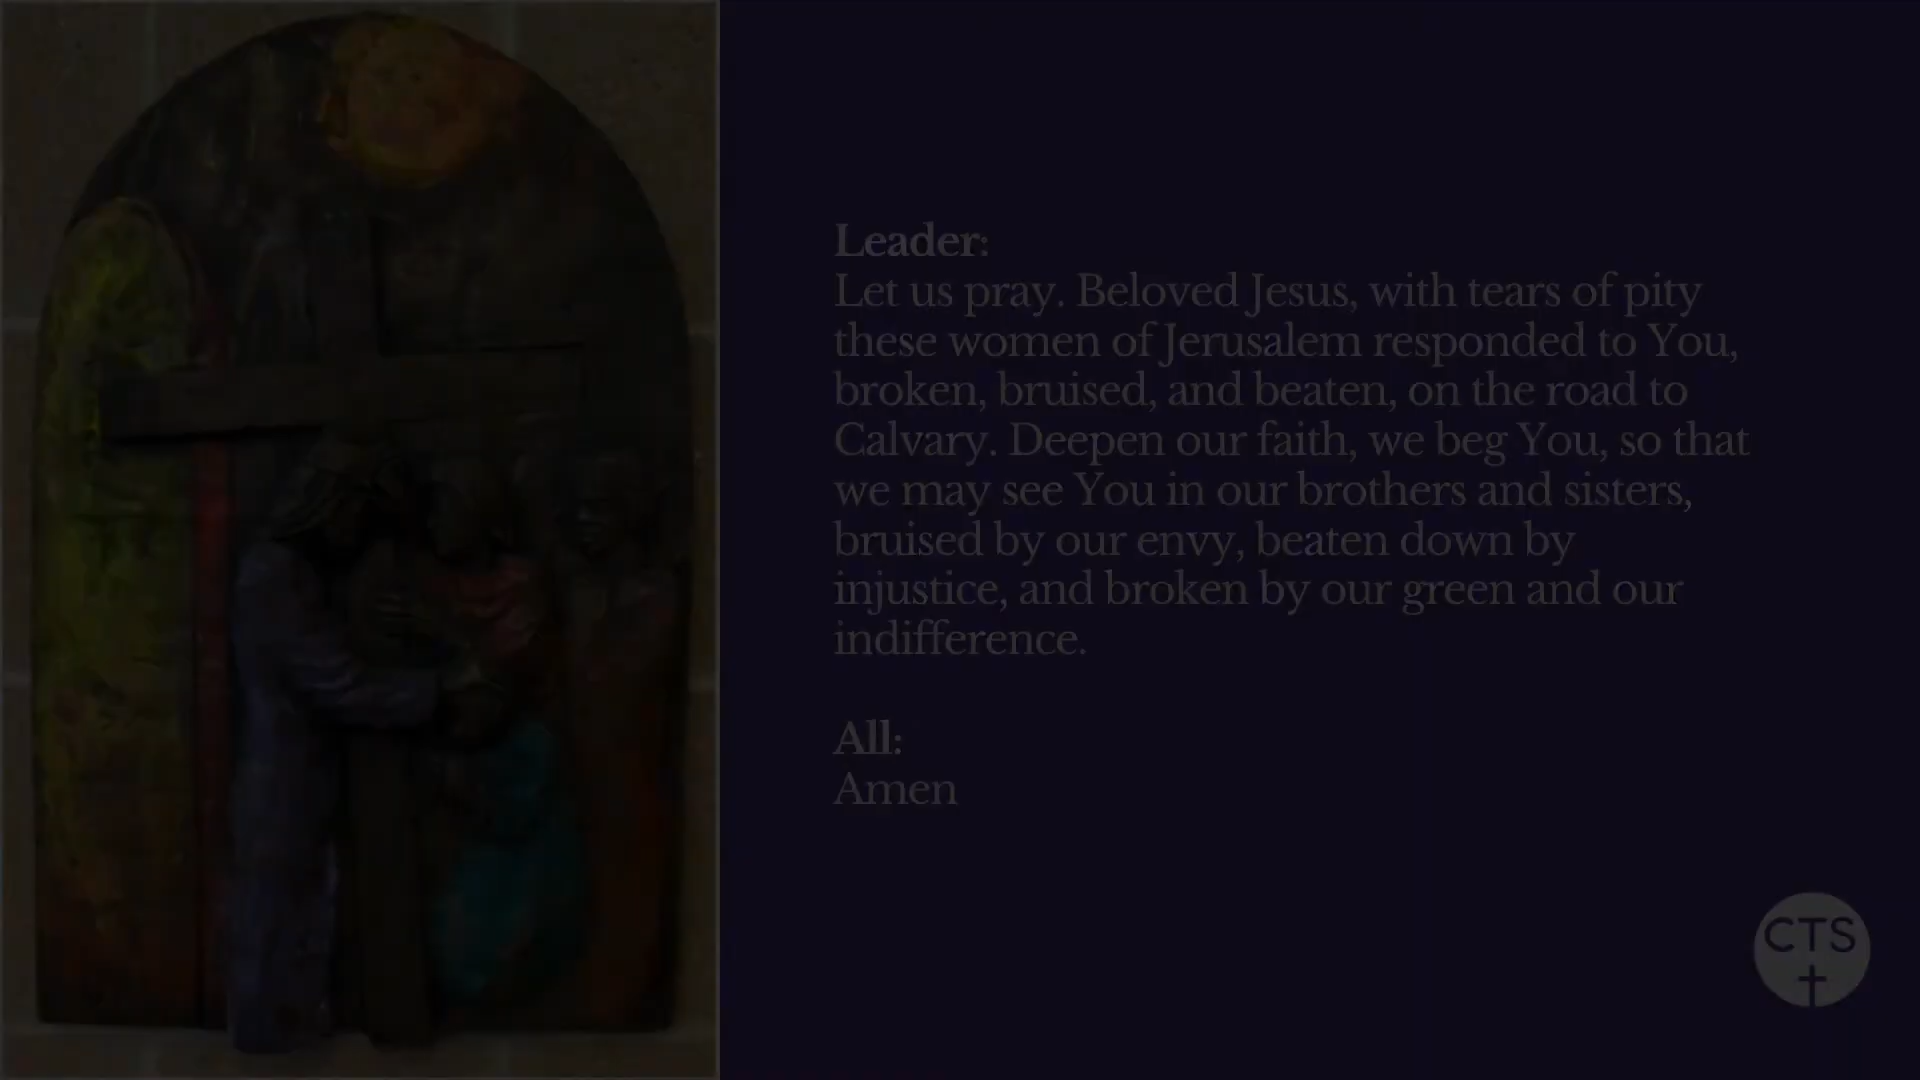 Leader:
Let us pray. Beloved Jesus, with tears of pity
these women of Jerusalem responded to You,
broken, bruised, and beaten, on the road to
Calvary. Deepen our faith, we beg You, so that
we may see You in our brothers and sisters,
bruised by our envy, beaten down by
injustice, and broken by our green and our
indifference.
All:
Amen
CTS